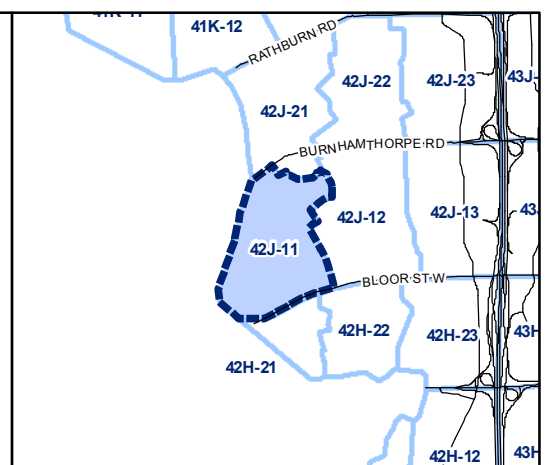 41K-12
RATHBURN RD
42J-22
42J-23
43J-
42J-21
BURNHAMTHORPE RD
42J-12
42J-13
43J
42J-11
BLOOR ST W
42H-22
42H-23
43H
42H-21
42H-12
43H